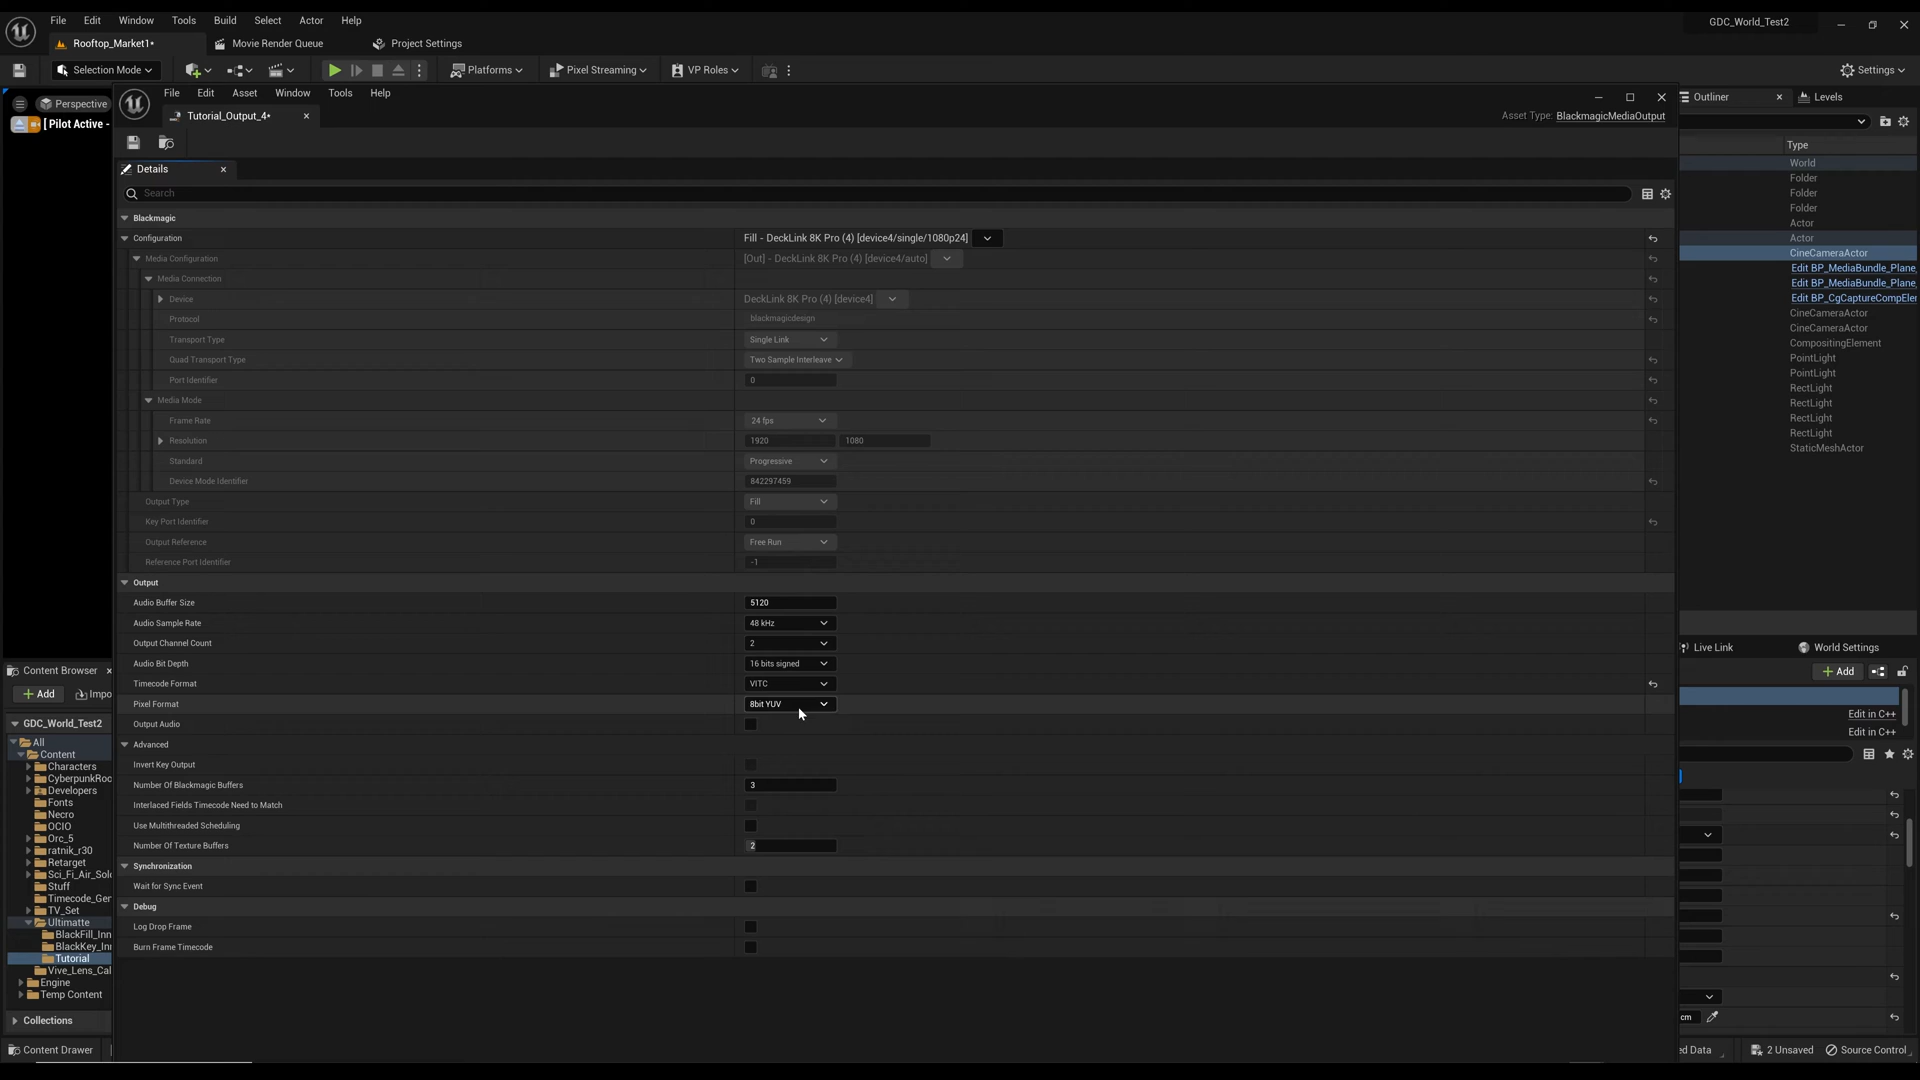 File Edit Window Tools Build Select Actor Help
GDC_World_Test2
Rooftop_Market1* Movie Render Queue Project Settings
Selection Mode Platforms Pixel Streaming VP Roles Settings
File Edit Asset Window Tools Help
Perspective
[ Pilot Active -
Tutorial_Output_4*
Asset Type: BlackmagicMediaOutput
Outliner Levels
Details
Search
Type
World
Folder
Folder
Folder
Actor
Actor
CineCameraActor
Edit BP_MediaBundle_Plane_
Edit BP_MediaBundle_Plane_
Edit BP_CgCaptureCompEler
CineCameraActor
CineCameraActor
CompositingElement
PointLight
PointLight
RectLight
RectLight
RectLight
RectLight
StaticMeshActor
Blackmagic
Configuration Fill - DeckLink 8K Pro (4) [device4/single/1080p24]
Media Configuration [Out] - DeckLink 8K Pro (4) [device4/auto]
Media Connection
Device DeckLink 8K Pro (4) [device4]
Protocol blackmagicdesign
Transport Type Single Link
Quad Transport Type Two Sample Interleave
Port Identifier 0
Media Mode
Frame Rate 24 fps
Resolution 1920 1080
Standard Progressive
Device Mode Identifier 842297459
Output Type Fill
Key Port Identifier 0
Output Reference Free Run
Reference Port Identifier -1
Output
Audio Buffer Size 5120
Audio Sample Rate 48 kHz
Output Channel Count 2
Audio Bit Depth 16 bits signed
Timecode Format VITC
Pixel Format 8bit YUV
Output Audio
Advanced
Invert Key Output
Number Of Blackmagic Buffers 3
Interlaced Fields Timecode Need to Match
Use Multithreaded Scheduling
Number Of Texture Buffers 2
Synchronization
Wait for Sync Event
Debug
Log Drop Frame
Burn Frame Timecode
Live Link World Settings
Add
Edit in C++
Edit in C++
cm
Content Browser
Add Impo
GDC_World_Test2
All
Content
Characters
CyberpunkRoo
Developers
Fonts
Necro
OCIO
Orc_5
ratnik_r30
Retarget
Sci_Fi_Air_Sold
Stuff
Timecode_Ger
TV_Set
Ultimatte
BlackFill_Inn
BlackKey_Inr
Tutorial
Vive_Lens_Cal
Engine
Temp Content
Collections
Content Drawer
ed Data 2 Unsaved Source Control